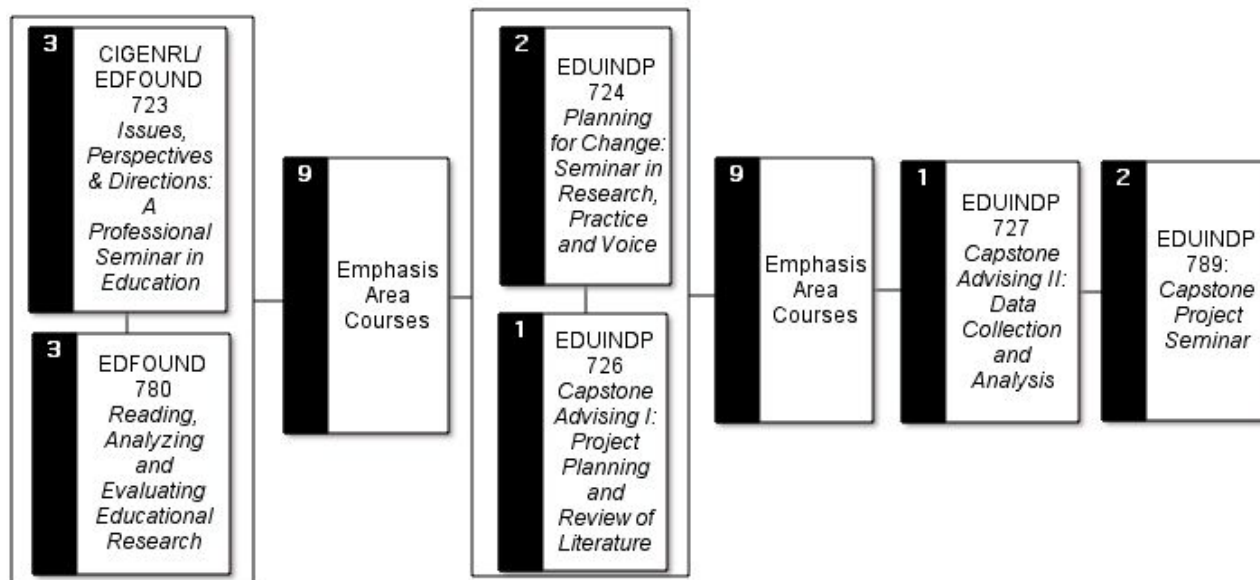 3
CIGENRL/
EDFOUND
723
Issues,
Perspectives
& Directions:
A
Professional
Seminar in
Education
3
EDFOUND
780
Reading,
Analyzing
and
Evaluating
Educational
Research
9
Emphasis
Area
Courses
2
EDUINDP
724
Planning
for Change:
Seminar in
Research,
Practice
and Voice
1
EDUINDP
726
Capstone
Advising I:
Project
Planning
and
Review of
Literature
9
Emphasis
Area
Courses
1
EDUINDP
727
Capstone
Advising II:
Data
Collection
and
Analysis
2
EDUINDP
789:
Capstone
Project
Seminar